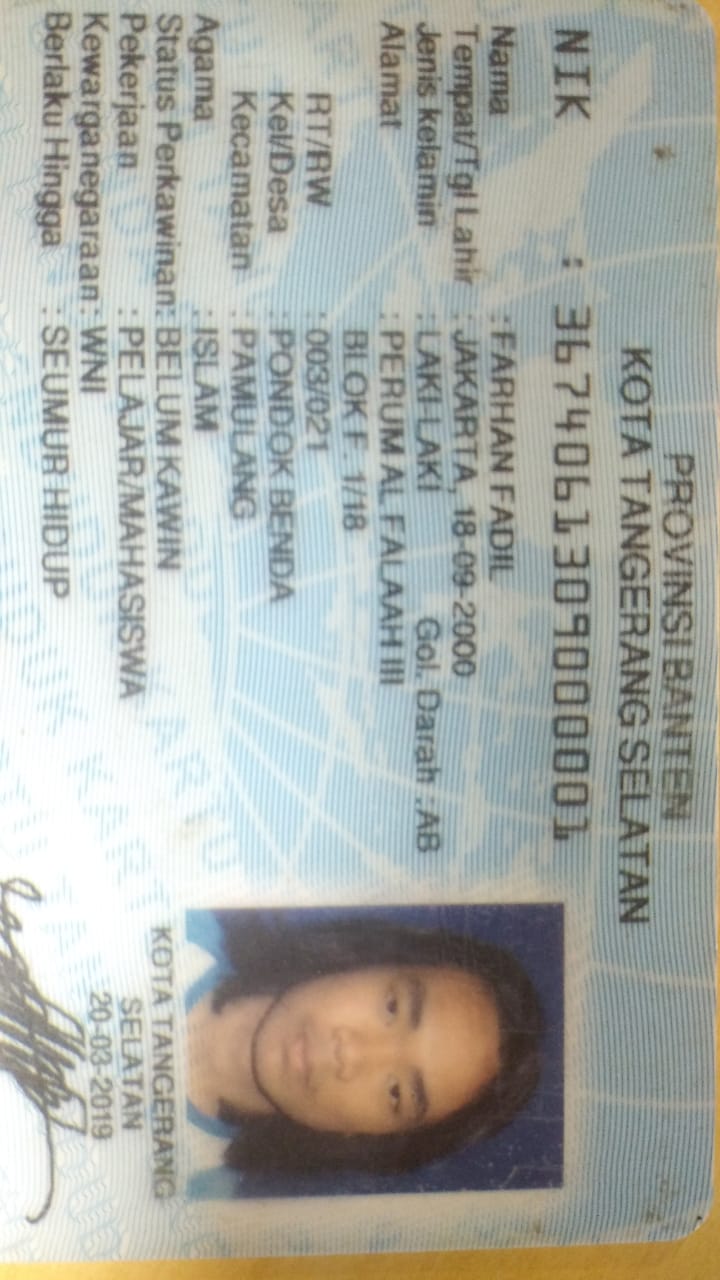 PROVINSI BANTEN
KOTA TANGERANG SELATAN
NIK : 3674061309000001
Nama : FARHAN FADIL
Tempat/Tgl Lahir : JAKARTA, 18-09-2000
Jenis kelamin : LAKI-LAKI Gol. Darah : AB
Alamat : PERUM AL FALAAH III
BLOK F. 1/18
RT/RW : 003/021
Kel/Desa : PONDOK BENDA
Kecamatan : PAMULANG
Agama : ISLAM
Status Perkawinan: BELUM KAWIN
Pekerjaan : PELAJAR/MAHASISWA
Kewarganegaraan: WNI
Berlaku Hingga : SEUMUR HIDUP
KOTA TANGERANG
SELATAN
20-03-2019